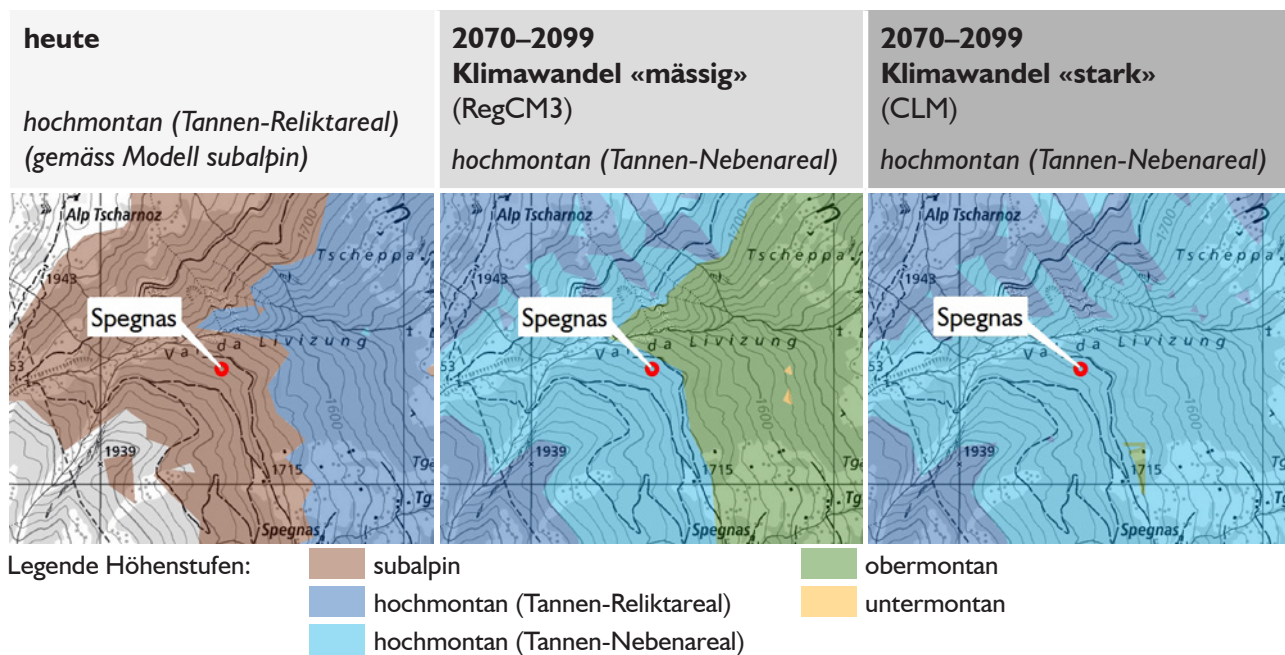 heute
hochmontan (Tannen-Reliktareal)
(gemäss Modell subalpin)
2070–2099
Klimawandel «mässig»
(RegCM3)
hochmontan (Tannen-Nebenareal)
2070–2099
Klimawandel «stark»
(CLM)
hochmontan (Tannen-Nebenareal)
Alp Tscharnoz
1700
Tscheppa
1943
Spegnas
Val da Livizung
53
1600
1939
1715
Tg
Spegnas
Alp Tscharnoz
1700
Tscheppa
1943
Spegnas
Val da Livizung
53
1600
1939
1715
Tg
Spegnas
Alp Tscharnoz
1700
Tscheppa
1943
Spegnas
Val da Livizung
53
1600
1939
1715
Tg
Spegnas
Legende Höhenstufen:
subalpin
hochmontan (Tannen-Reliktareal)
hochmontan (Tannen-Nebenareal)
obermontan
untermontan